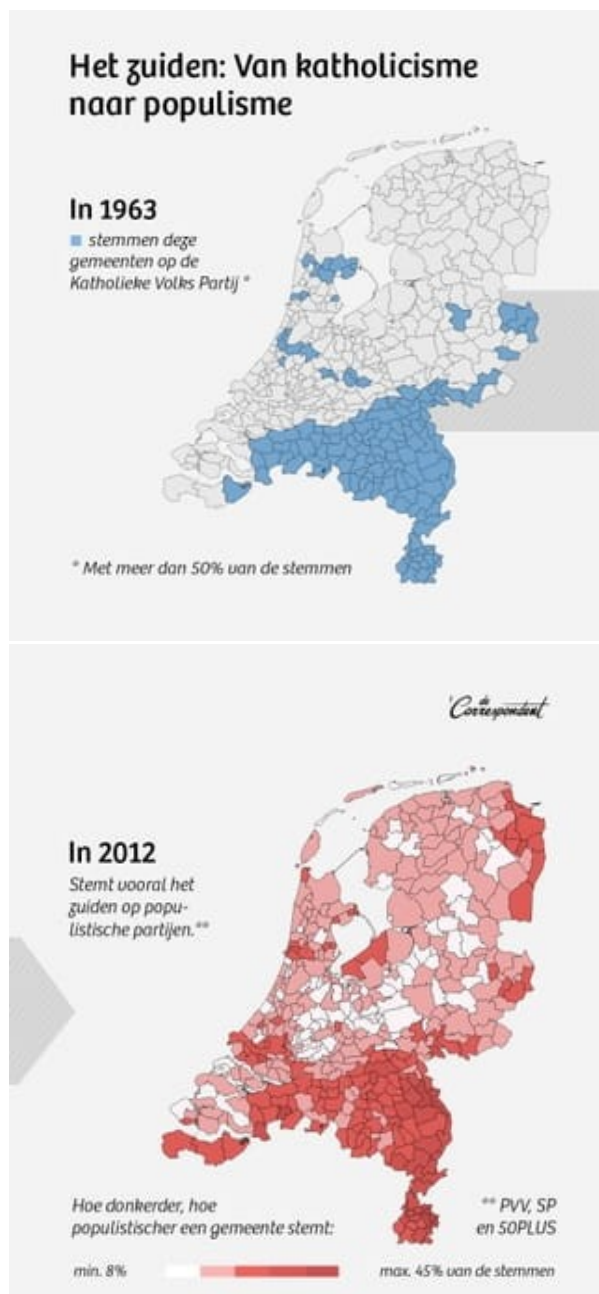 Het zuiden: Van katholicisme
naar populisme
In 1963
stemmen deze
gemeenten op de
Katholieke Volks Partij *
* Met meer dan 50% van de stemmen
de
Correspondent
In 2012
Stemt vooral het
zuiden op popu-
listische partijen.**
Hoe donkerder, hoe
populistischer een gemeente stemt:
** PVV, SP
en 50PLUS
min. 8%
max. 45% van de stemmen